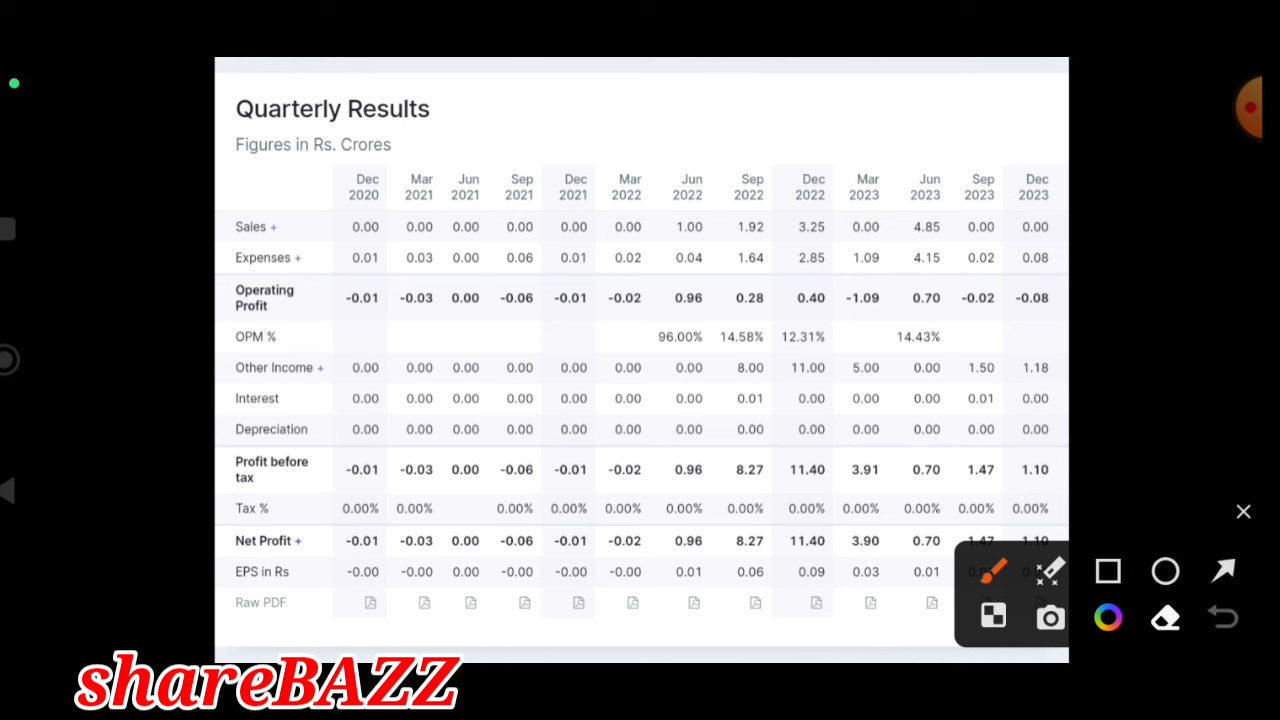 Quarterly Results
Figures in Rs. Crores
Dec 2020 Mar 2021 Jun 2021 Sep 2021 Dec 2021 Mar 2022 Jun 2022 Sep 2022 Dec 2022 Mar 2023 Jun 2023 Sep 2023 Dec 2023
Sales + 0.00 0.00 0.00 0.00 0.00 0.00 1.00 1.92 3.25 0.00 4.85 0.00 0.00
Expenses + 0.01 0.03 0.00 0.06 0.01 0.02 0.04 1.64 2.85 1.09 4.15 0.02 0.08
Operating Profit -0.01 -0.03 0.00 -0.06 -0.01 -0.02 0.96 0.28 0.40 -1.09 0.70 -0.02 -0.08
OPM % 96.00% 14.58% 12.31% 14.43%
Other Income + 0.00 0.00 0.00 0.00 0.00 0.00 0.00 8.00 11.00 5.00 0.00 1.50 1.18
Interest 0.00 0.00 0.00 0.00 0.00 0.00 0.00 0.01 0.00 0.00 0.00 0.01 0.00
Depreciation 0.00 0.00 0.00 0.00 0.00 0.00 0.00 0.00 0.00 0.00 0.00 0.00 0.00
Profit before tax -0.01 -0.03 0.00 -0.06 -0.01 -0.02 0.96 8.27 11.40 3.91 0.70 1.47 1.10
Tax % 0.00% 0.00% 0.00% 0.00% 0.00% 0.00% 0.00% 0.00% 0.00% 0.00% 0.00% 0.00%
Net Profit + -0.01 -0.03 0.00 -0.06 -0.01 -0.02 0.96 8.27 11.40 3.90 0.70 1.47 1.10
EPS in Rs -0.00 -0.00 0.00 -0.00 -0.00 -0.00 0.01 0.06 0.09 0.03 0.01
Raw PDF
shareBAZZ